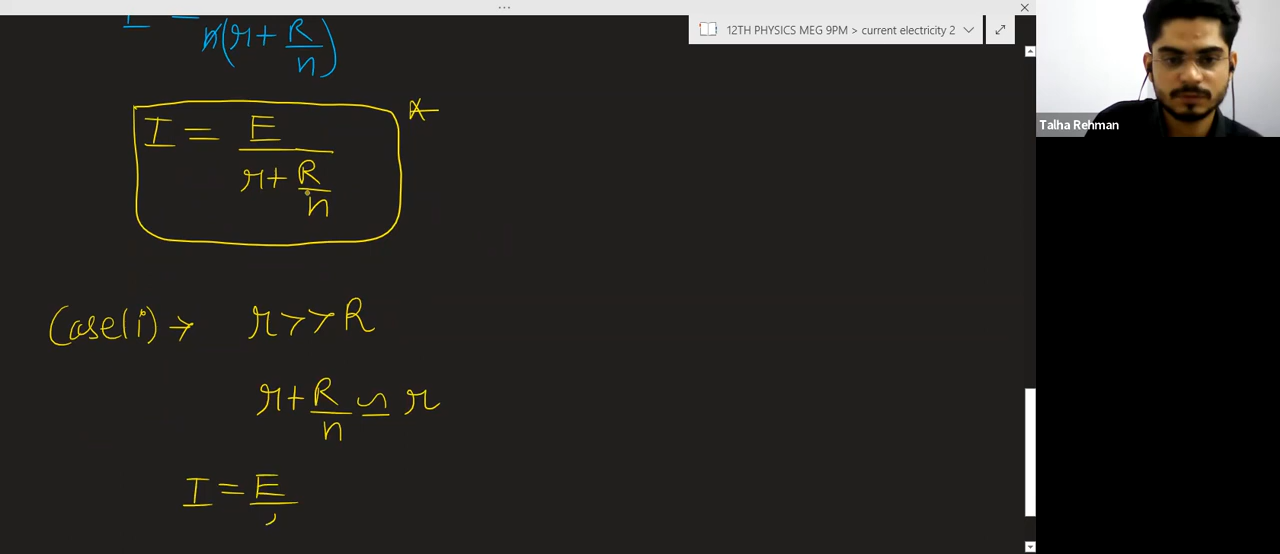 12TH PHYSICS MEG 9PM > current electricity 2
Talha Rehman
I = n(r + R/n)
I = E/(r + R/n)
Case(i) → r >> R
r + R/n ≃ r
I = E/